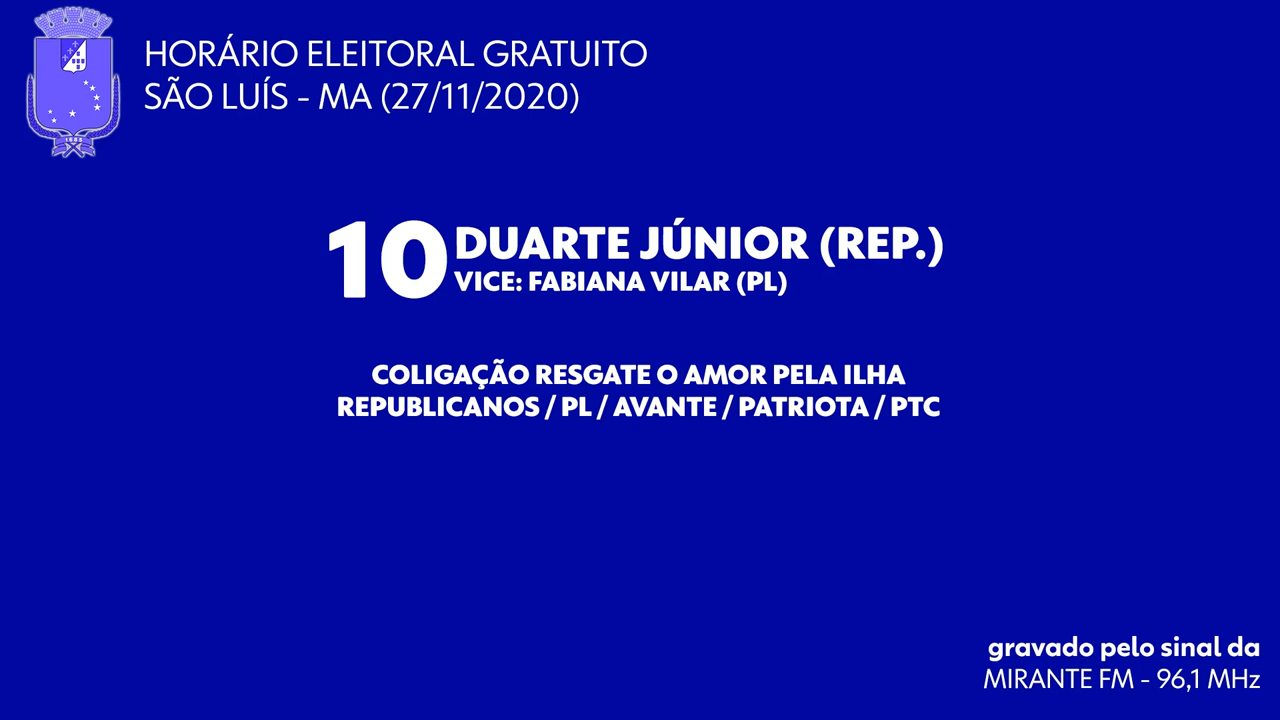 HORÁRIO ELEITORAL GRATUITO
SÃO LUÍS - MA (27/11/2020)
10
DUARTE JÚNIOR (REP.)
VICE: FABIANA VILAR (PL)
COLIGAÇÃO RESGATE O AMOR PELA ILHA
REPUBLICANOS / PL / AVANTE / PATRIOTA / PTC
gravado pelo sinal da
MIRANTE FM - 96,1 MHz